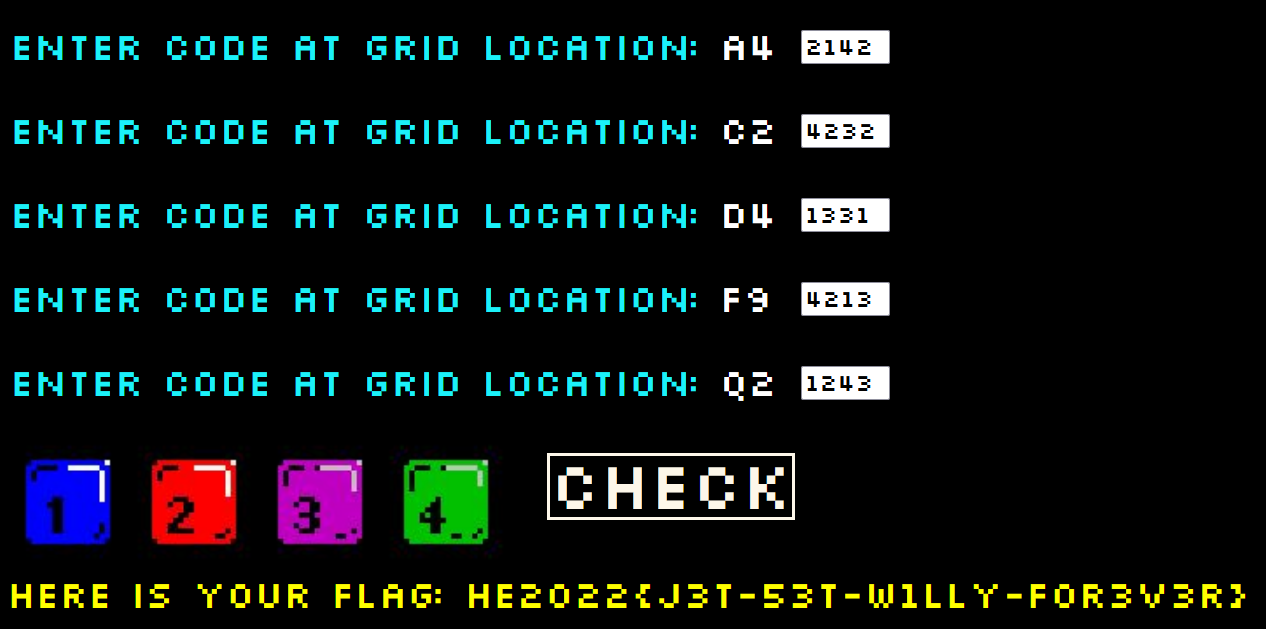 ENTER CODE AT GRID LOCATION: A4 2142
ENTER CODE AT GRID LOCATION: C2 4232
ENTER CODE AT GRID LOCATION: D4 1331
ENTER CODE AT GRID LOCATION: F9 4213
ENTER CODE AT GRID LOCATION: Q2 1243
1 2 3 4 CHECK
HERE IS YOUR FLAG: HE2022{J3T-S3T-W1LLY-F0R3V3R}